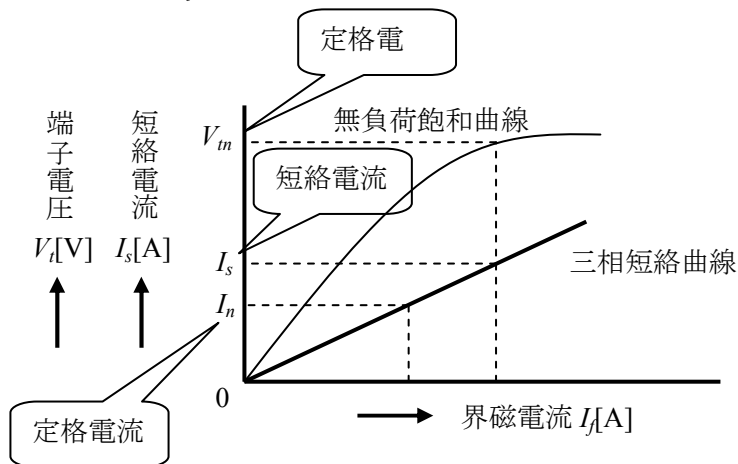 定格電
無負荷飽和曲線
V_tn
短絡電流
端子電圧
V_t[V]
短絡電流
I_s[A]
I_s
三相短絡曲線
I_n
0
界磁電流 I_f[A]
定格電流